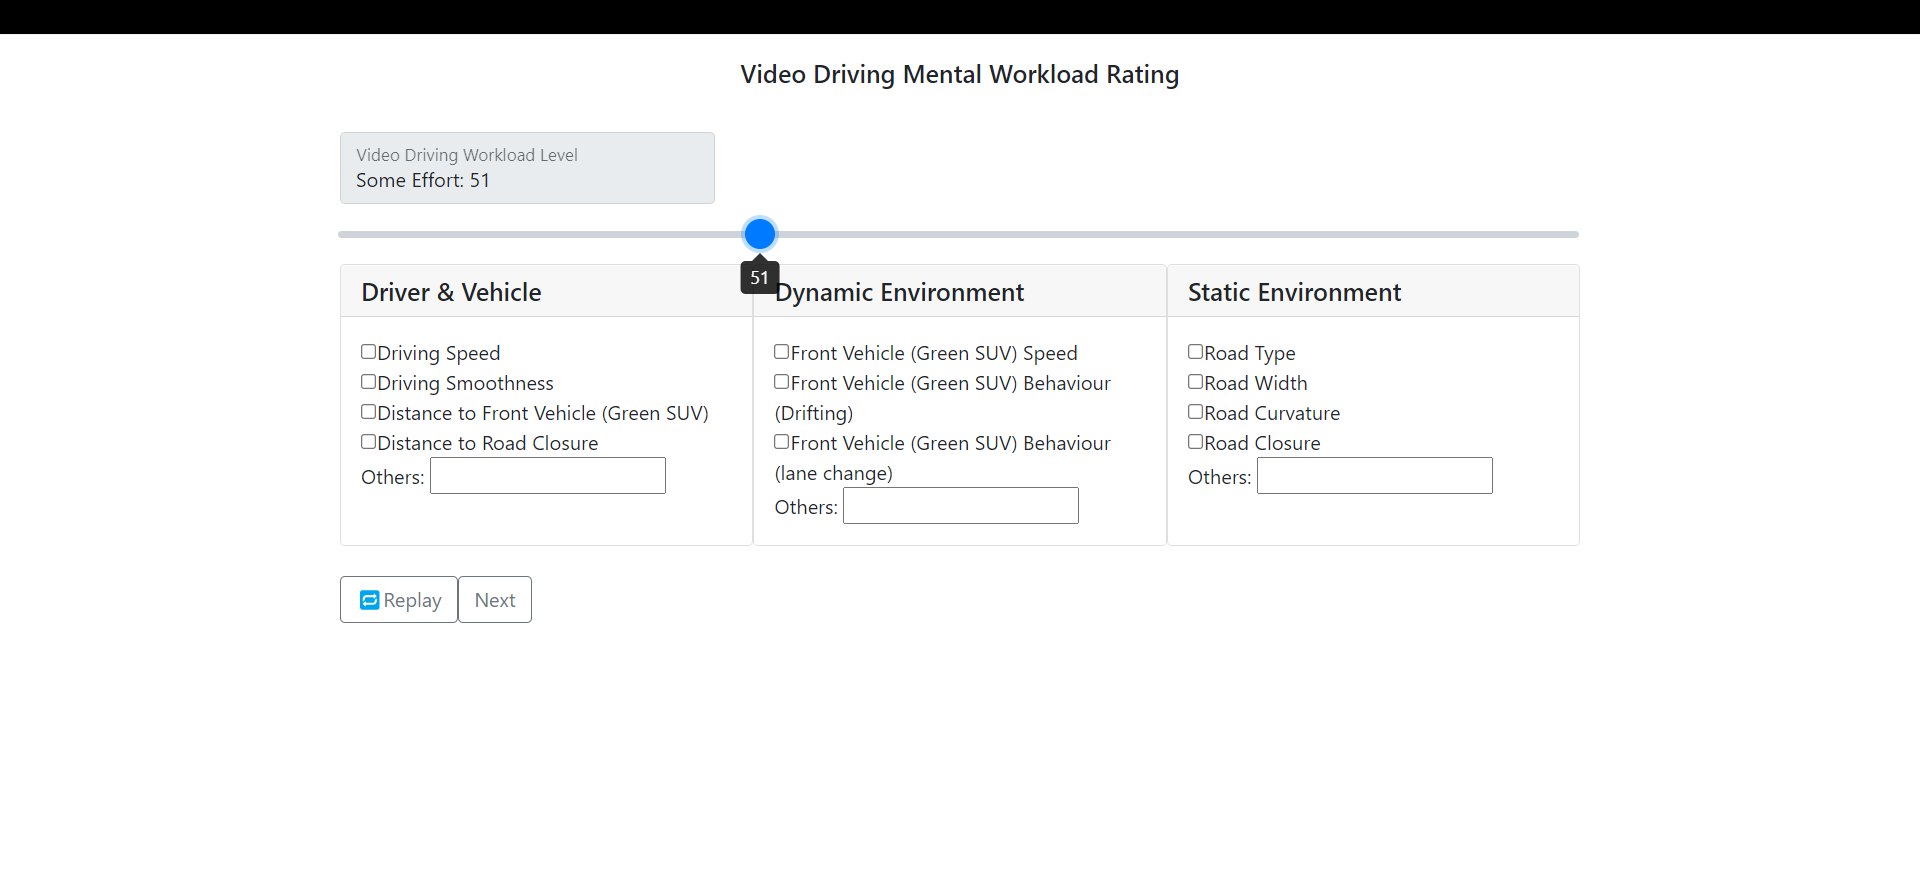 Video Driving Mental Workload Rating
Video Driving Workload Level
Some Effort: 51
51
Driver & Vehicle
Driving Speed
Driving Smoothness
Distance to Front Vehicle (Green SUV)
Distance to Road Closure
Others:
Dynamic Environment
Front Vehicle (Green SUV) Speed
Front Vehicle (Green SUV) Behaviour
(Drifting)
Front Vehicle (Green SUV) Behaviour
(lane change)
Others:
Static Environment
Road Type
Road Width
Road Curvature
Road Closure
Others:
Replay
Next